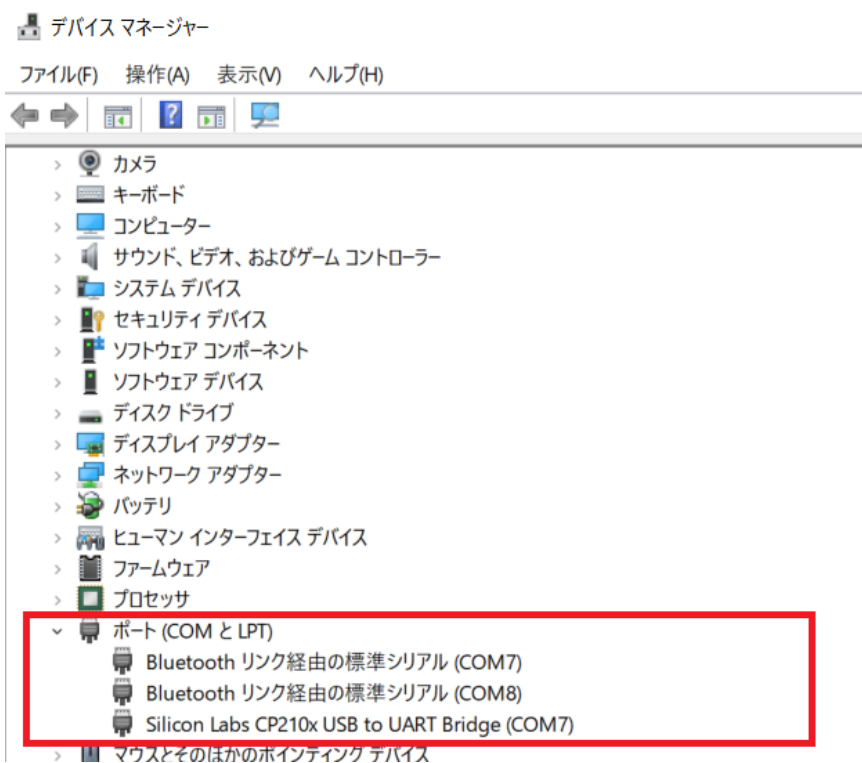 デバイス マネージャー
ファイル(F) 操作(A) 表示(V) ヘルプ(H)
カメラ
キーボード
コンピューター
サウンド、ビデオ、およびゲーム コントローラー
システム デバイス
セキュリティ デバイス
ソフトウェア コンポーネント
ソフトウェア デバイス
ディスク ドライブ
ディスプレイ アダプター
ネットワーク アダプター
バッテリ
ヒューマン インターフェイス デバイス
ファームウェア
プロセッサ
ポート (COM と LPT)
Bluetooth リンク経由の標準シリアル (COM7)
Bluetooth リンク経由の標準シリアル (COM8)
Silicon Labs CP210x USB to UART Bridge (COM7)
マウスとそのほかのポインティング デバイス